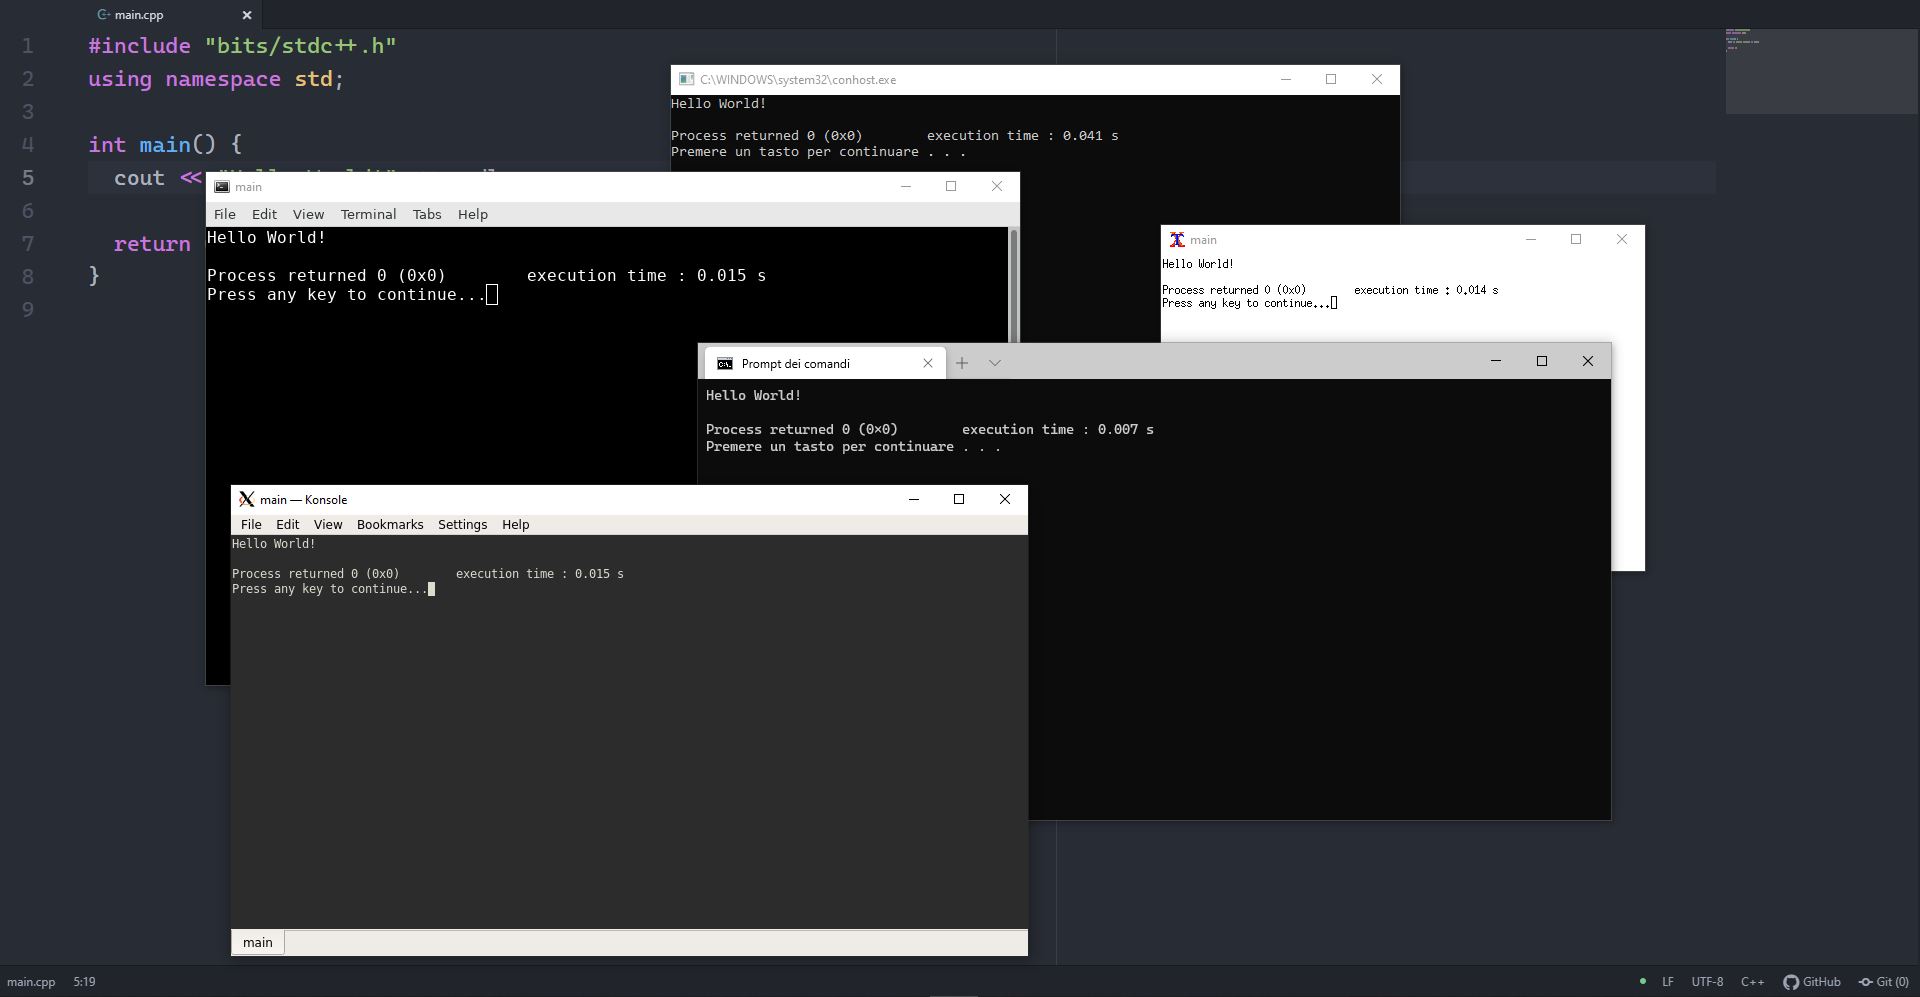 main.cpp
1 #include "bits/stdc++.h"
2 using namespace std;
3
4 int main() {
5 cout <<
6
7 return
8 }
9
C:\WINDOWS\system32\conhost.exe
Hello World!
Process returned 0 (0x0) execution time : 0.041 s
Premere un tasto per continuare . . .
main
File Edit View Terminal Tabs Help
Hello World!
Process returned 0 (0x0) execution time : 0.015 s
Press any key to continue...
main
Hello World!
Process returned 0 (0x0) execution time : 0.014 s
Press any key to continue...
Prompt dei comandi
Hello World!
Process returned 0 (0×0) execution time : 0.007 s
Premere un tasto per continuare . . .
main — Konsole
File Edit View Bookmarks Settings Help
Hello World!
Process returned 0 (0x0) execution time : 0.015 s
Press any key to continue...
main
main.cpp 5:19 LF UTF-8 C++ GitHub Git (0)